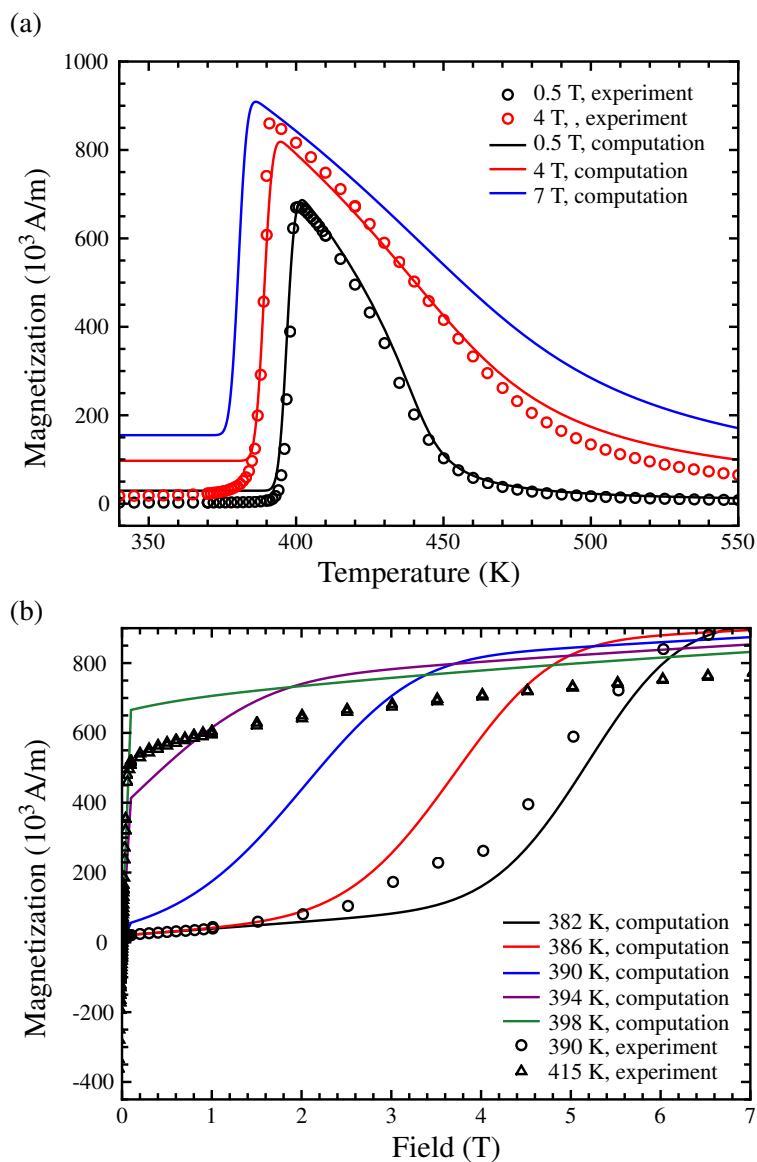 (a)
1000
800
600
400
200
0
Magnetization (10³ A/m)
0.5 T, experiment
4 T, , experiment
0.5 T, computation
4 T, computation
7 T, computation
350 400 450 500 550
Temperature (K)
(b)
800
600
400
200
0
-200
-400
Magnetization (10³ A/m)
382 K, computation
386 K, computation
390 K, computation
394 K, computation
398 K, computation
390 K, experiment
415 K, experiment
0 1 2 3 4 5 6 7
Field (T)